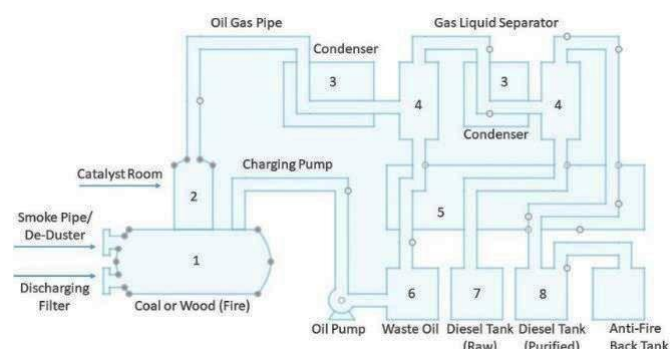 Oil Gas Pipe
Gas Liquid Separator
Condenser
3
3
4
4
Condenser
Catalyst Room
Charging Pump
2
Smoke Pipe/
De-Duster
5
1
Discharging
Filter
6
7
8
Coal or Wood (Fire)
Oil Pump
Waste Oil
Diesel Tank
(Raw)
Diesel Tank
(Purified)
Anti-Fire
Back Tank